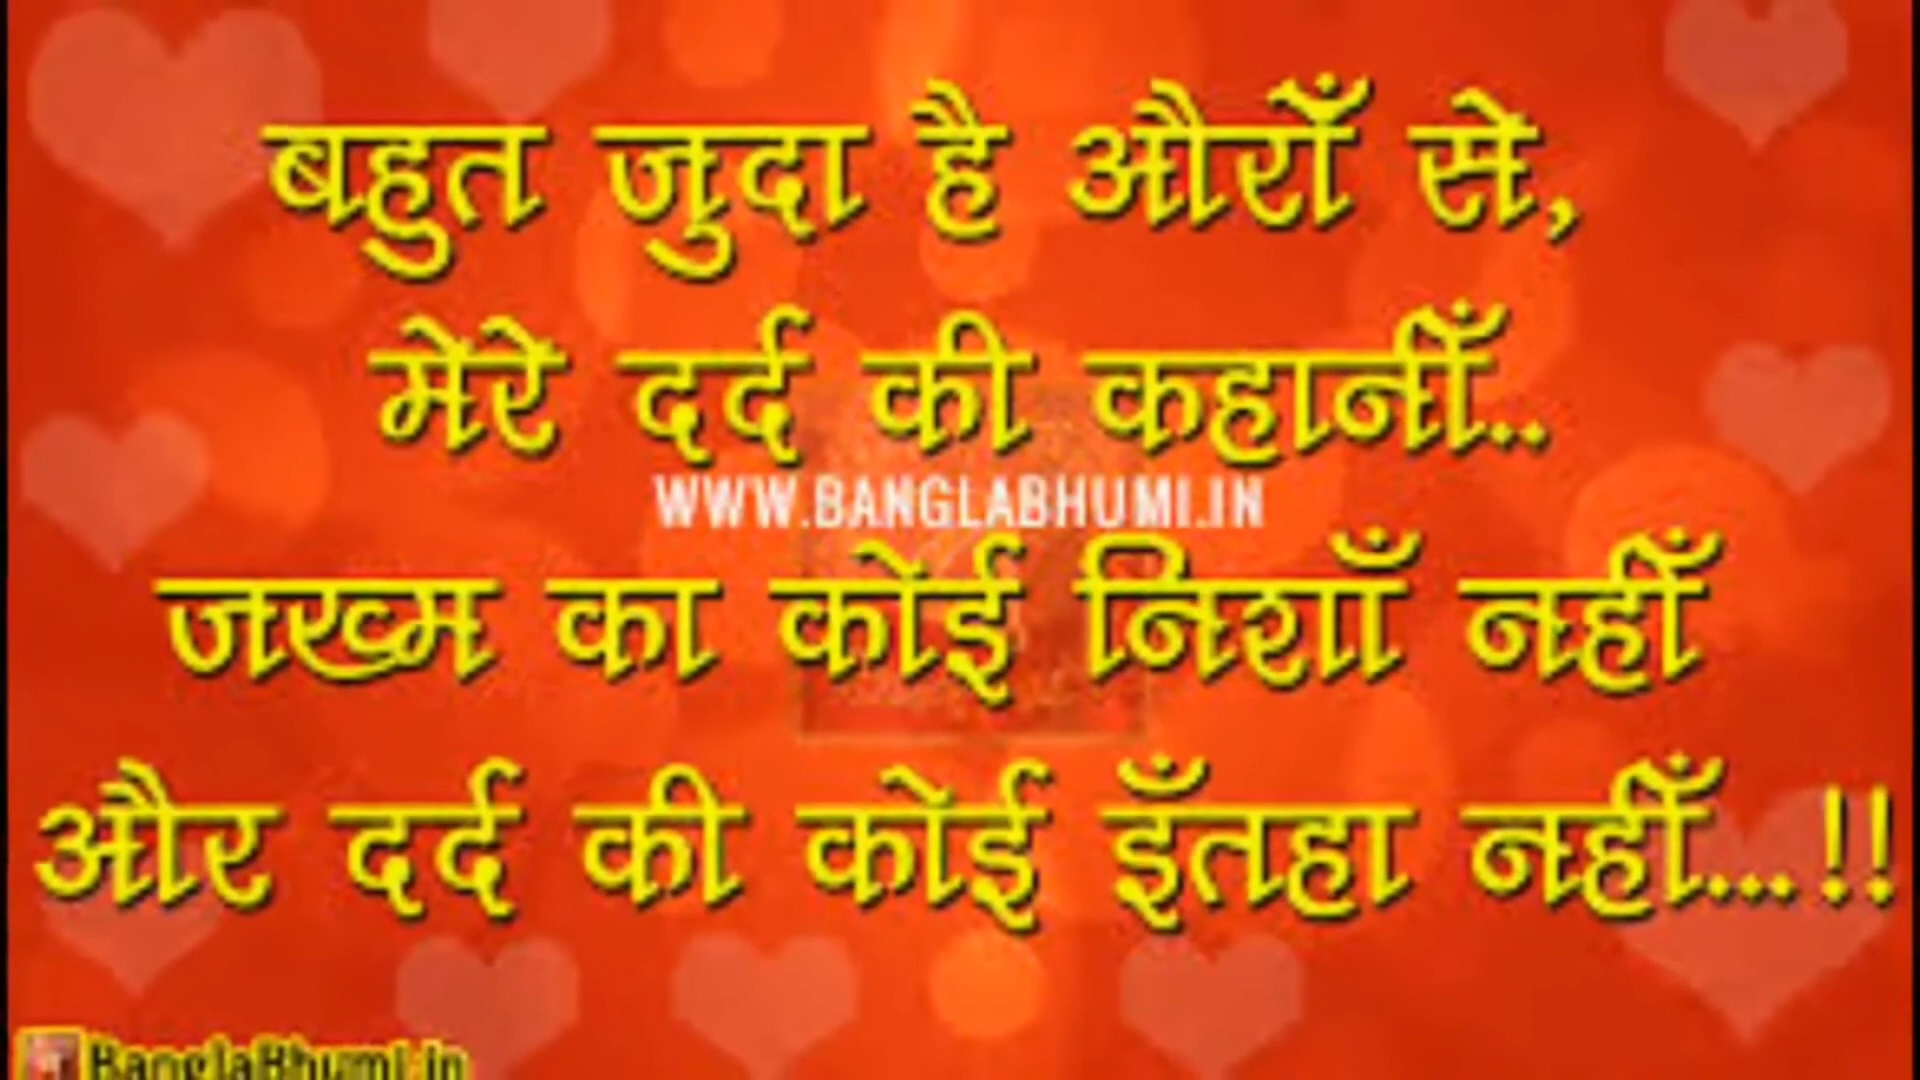 बहुत जुदा है औरोँ से,
मेरे दर्द की कहानीँ..
WWW.BANGLABHUMI.IN
जख्म का कोई निशाँ नहीँ
और दर्द की कोई इँतहा नहीँ...!!
BanglaBhumi.in